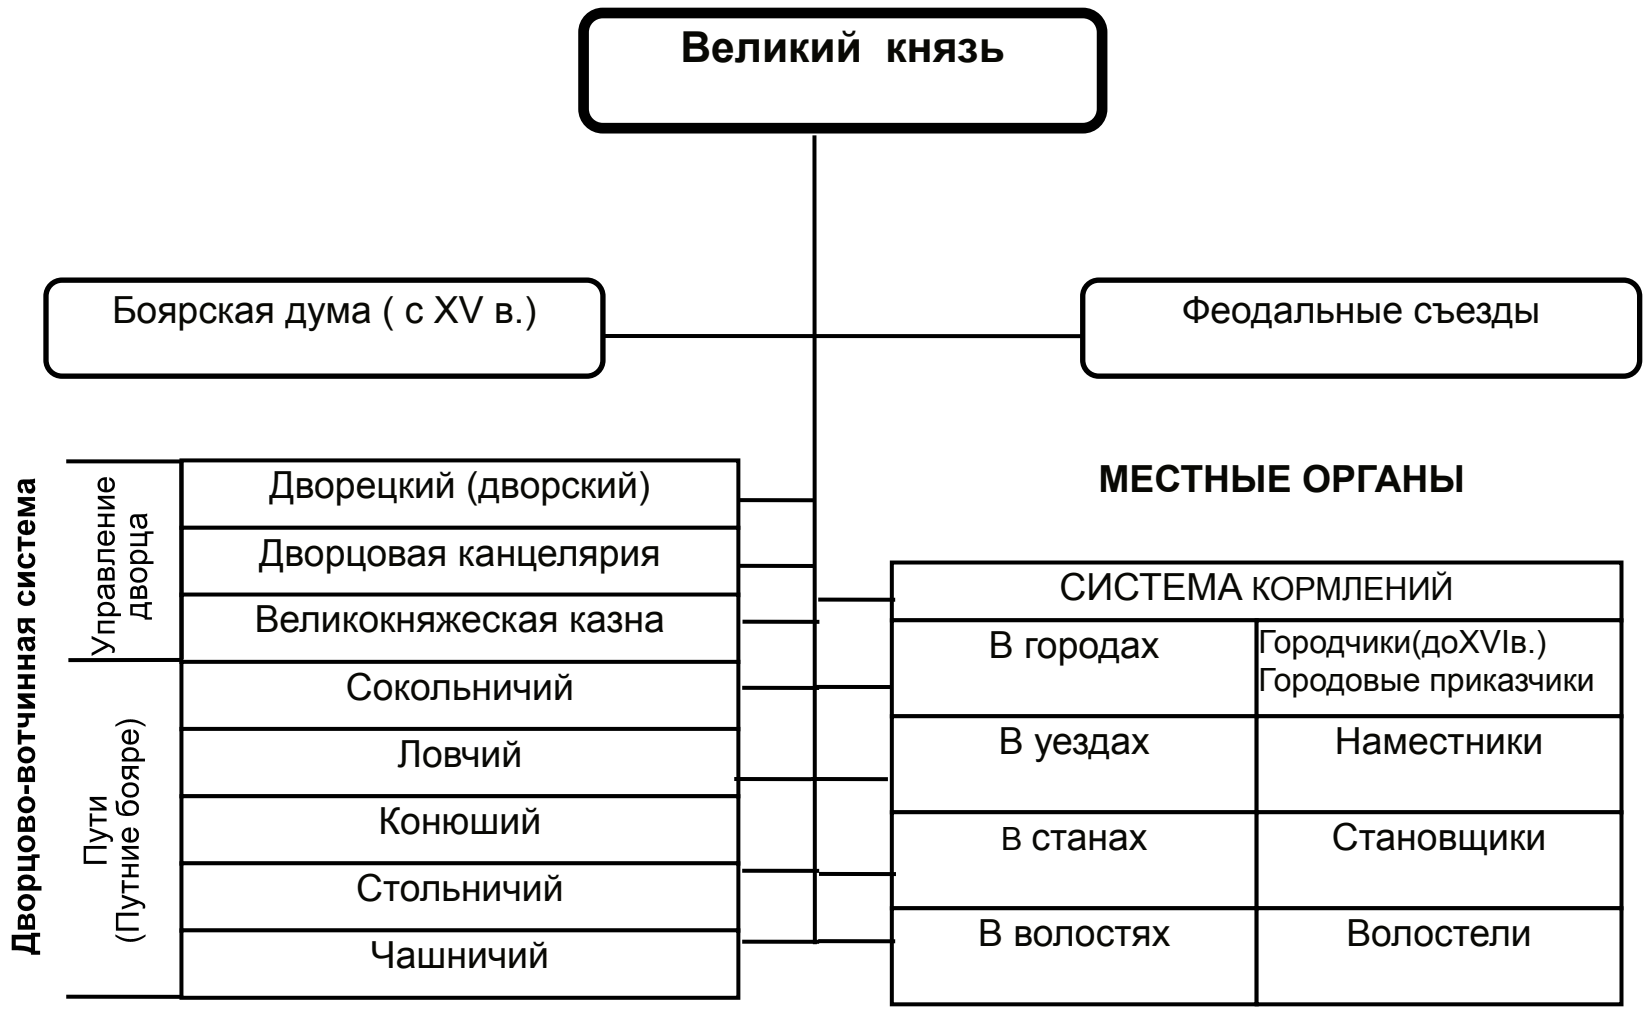 Великий князь
Боярская дума ( с XV в.)
Феодальные съезды
Дворцово-вотчинная система
Управление
дворца
Дворецкий (дворский)
Дворцовая канцелярия
Великокняжеская казна
Пути
(Путние бояре)
Сокольничий
Ловчий
Конюший
Стольничий
Чашничий
МЕСТНЫЕ ОРГАНЫ
СИСТЕМА КОРМЛЕНИЙ
В городах
Городчики(доXVIв.)
Городовые приказчики
В уездах
Наместники
В станах
Становщики
В волостях
Волостели